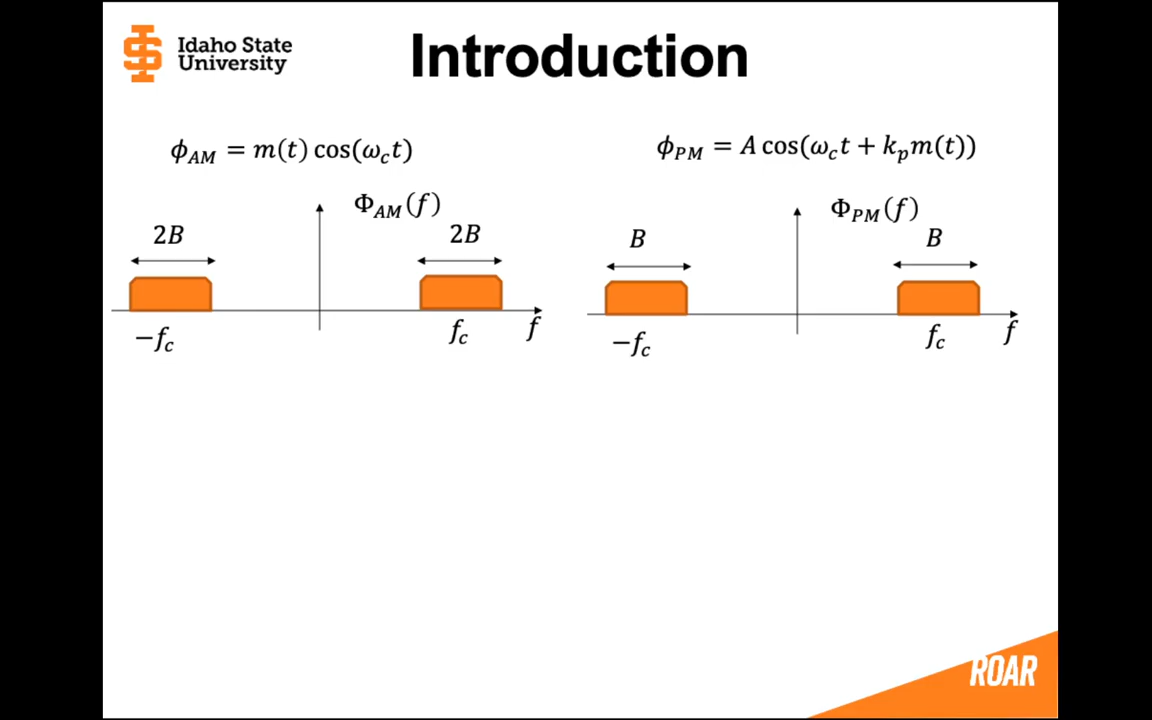 Idaho State
University
Introduction
ϕ_AM = m(t) cos(ω_c t)
Φ_AM(f)
2B
2B
−f_c
f_c
f
ϕ_PM = A cos(ω_c t + k_p m(t))
Φ_PM(f)
B
B
−f_c
f_c
f
ROAR